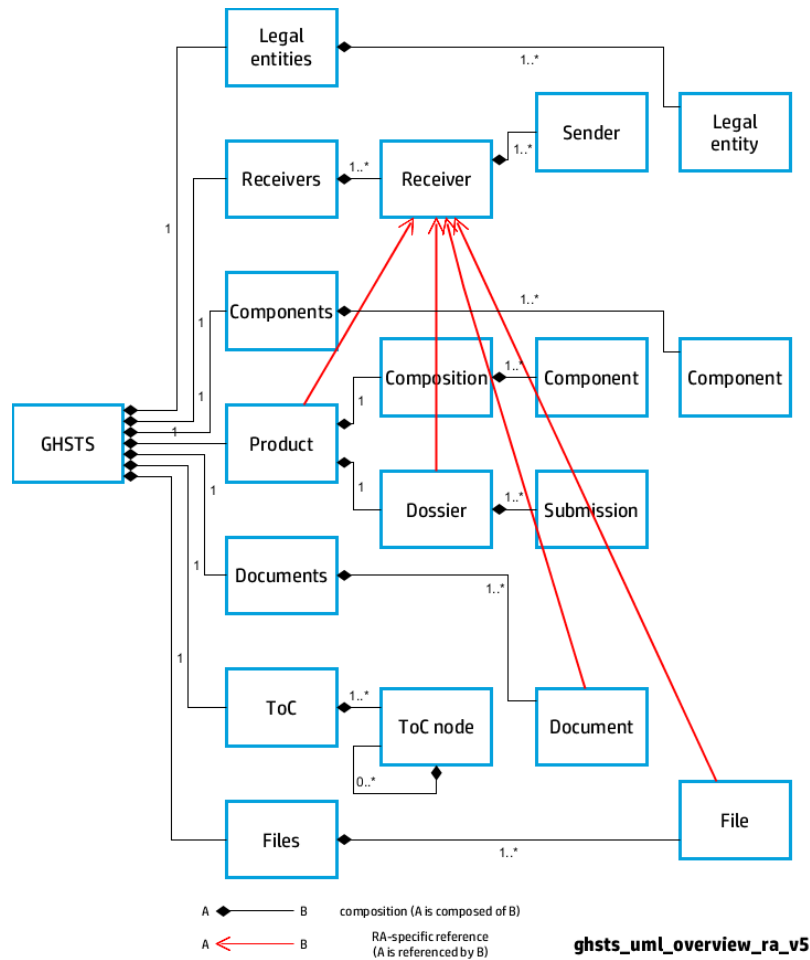 Legal
entities
1..*
Sender
Legal
entity
1..*
Receivers
1..*
Receiver
1
1
Components
1..*
1
Composition
1..*
Component
Component
1
GHSTS
1
Product
1
Dossier
1..*
Submission
1
Documents
1..*
1
1
ToC
1..*
ToC node
Document
0..*
File
Files
1..*
A
B
composition (A is composed of B)
A
B
RA-specific reference
(A is referenced by B)
ghsts_uml_overview_ra_v5